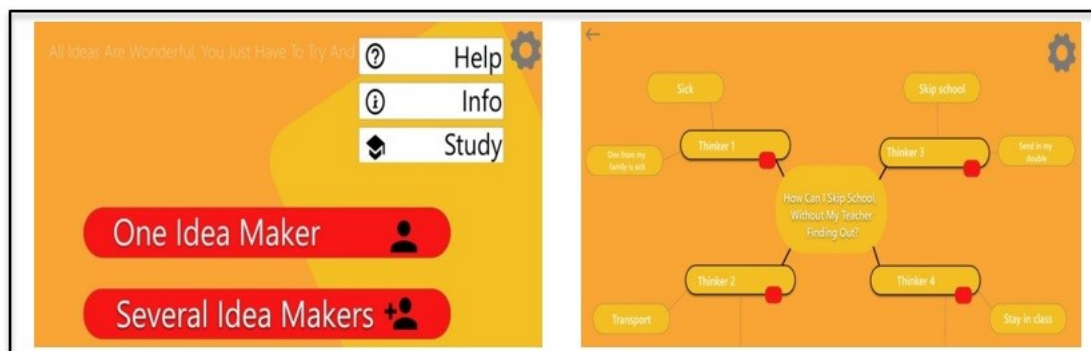 All Ideas Are Wonderful, You Just Have To Try And
Help
Info
Study
One Idea Maker
Several Idea Makers
Sick
Skip school
Thinker 1
Thinker 3
One from my
family is sick
Send in my
double
How Can I Skip School,
Without My Teacher
Finding Out?
Thinker 2
Thinker 4
Transport
Stay in class